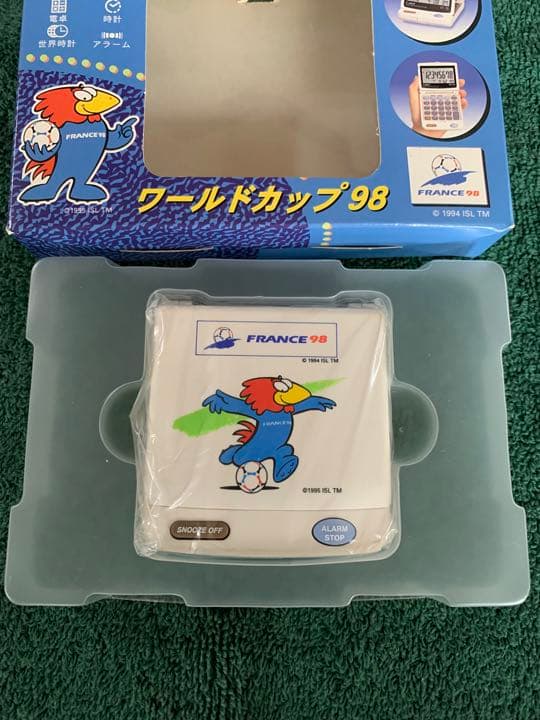 電卓
時計
世界時計
アラーム
FRANCE 98
©1995 ISL TM
ワールドカップ98
12345678
FRANCE 98
© 1994 ISL TM
FRANCE 98
© 1994 ISL TM
FRANCE 98
©1995 ISL TM
SNOOZE OFF
ALARM
STOP